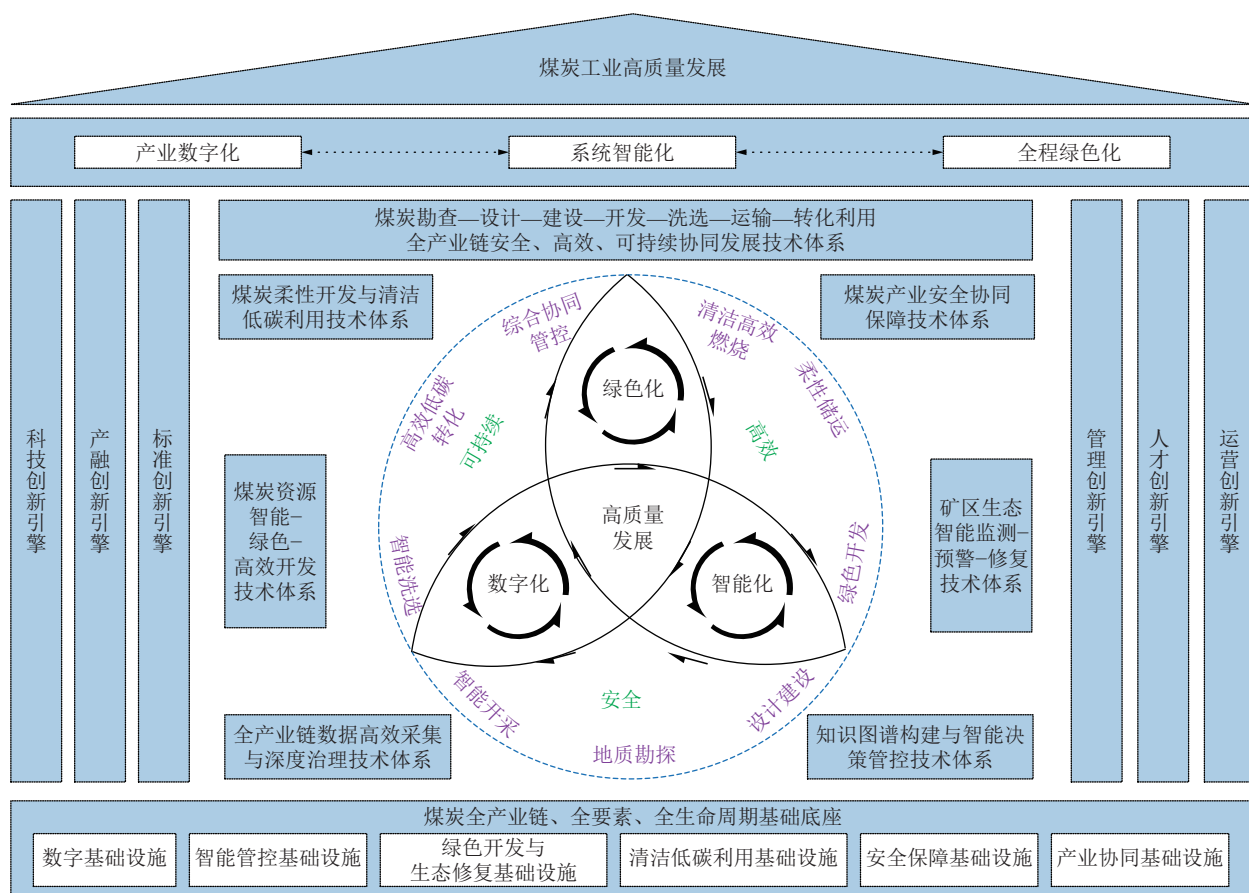 煤炭工业高质量发展
产业数字化
系统智能化
全程绿色化
煤炭勘查—设计—建设—开发—洗选—运输—转化利用
全产业链安全、高效、可持续协同发展技术体系
科技创新引擎
产融创新引擎
标准创新引擎
煤炭柔性开发与清洁
低碳利用技术体系
煤炭产业安全协同
保障技术体系
煤炭资源
智能–
绿色–
高效开发
技术体系
矿区生态
智能监测–
预警–修复
技术体系
全产业链数据高效采集
与深度治理技术体系
知识图谱构建与智能决
策管控技术体系
综合协同
管控
清洁高效
燃烧
柔性储运
高效低碳
转化
可持续
高效
绿色化
高质量
发展
数字化
智能化
智能洗选
绿色开发
智能开采
安全
设计建设
地质勘探
管理创新引擎
人才创新引擎
运营创新引擎
煤炭全产业链、全要素、全生命周期基础底座
数字基础设施
智能管控基础设施
绿色开发与
生态修复基础设施
清洁低碳利用基础设施
安全保障基础设施
产业协同基础设施